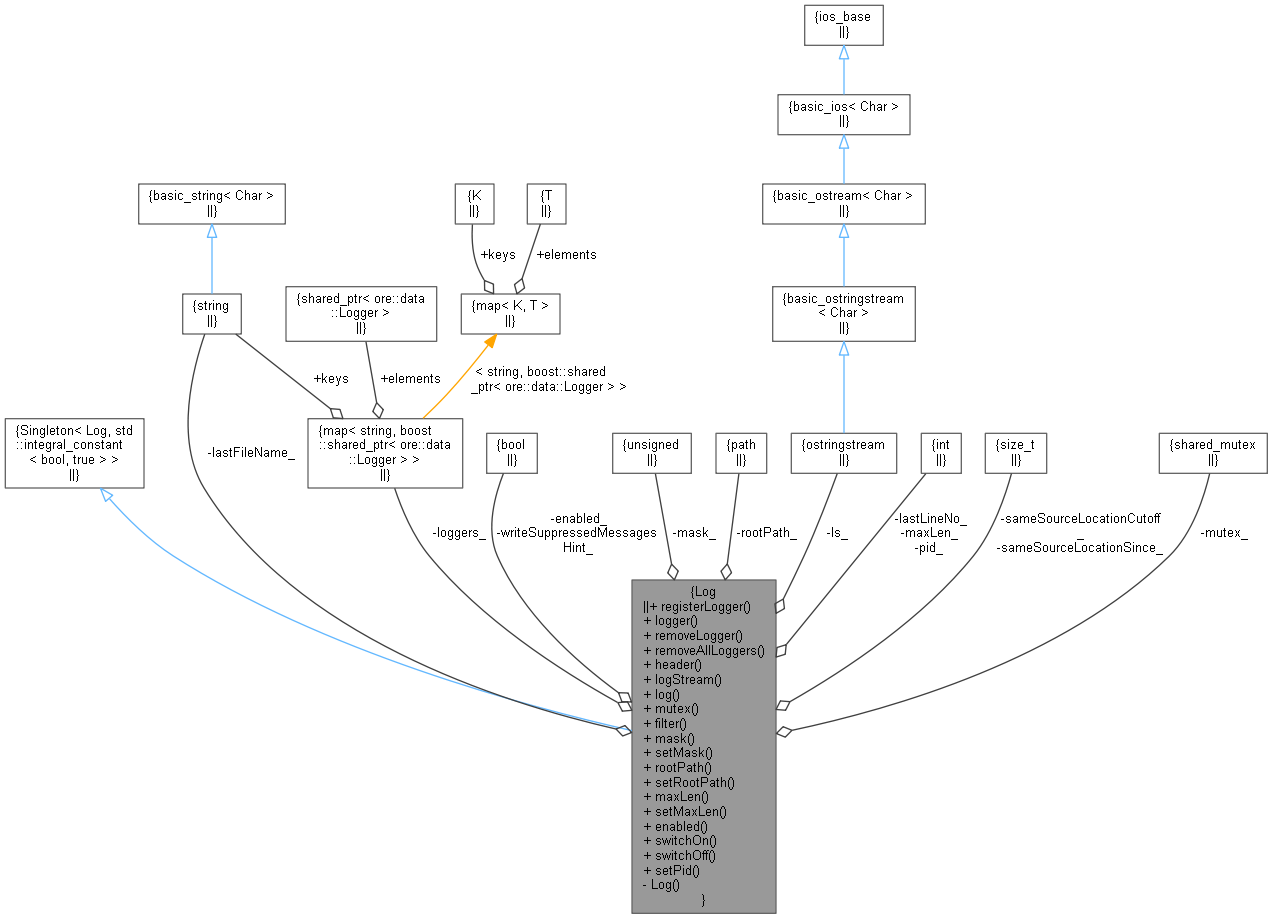 {ios_base
||}
{basic_ios< Char >
||}
{basic_string< Char >
||}
{K
||}
{T
||}
{basic_ostream< Char >
||}
+keys
+elements
{string
||}
{shared_ptr< ore::data
::Logger >
||}
{map< K, T >
||}
{basic_ostringstream
< Char >
||}
+keys
+elements
< string, boost::shared
_ptr< ore::data::Logger > >
{Singleton< Log, std
::integral_constant
< bool, true > >
||}
-lastFileName_
{map< string, boost
::shared_ptr< ore::data
::Logger > >
||}
{bool
||}
{unsigned
||}
{path
||}
{ostringstream
||}
{int
||}
{size_t
||}
{shared_mutex
||}
-loggers_
-enabled_
-writeSuppressedMessages
Hint_
-mask_
-rootPath_
-ls_
-lastLineNo_
-maxLen_
-pid_
-sameSourceLocationCutoff
_
-sameSourceLocationSince_
-mutex_
{Log
||+ registerLogger()
+ logger()
+ removeLogger()
+ removeAllLoggers()
+ header()
+ logStream()
+ log()
+ mutex()
+ filter()
+ mask()
+ setMask()
+ rootPath()
+ setRootPath()
+ maxLen()
+ setMaxLen()
+ enabled()
+ switchOn()
+ switchOff()
+ setPid()
- Log()
}